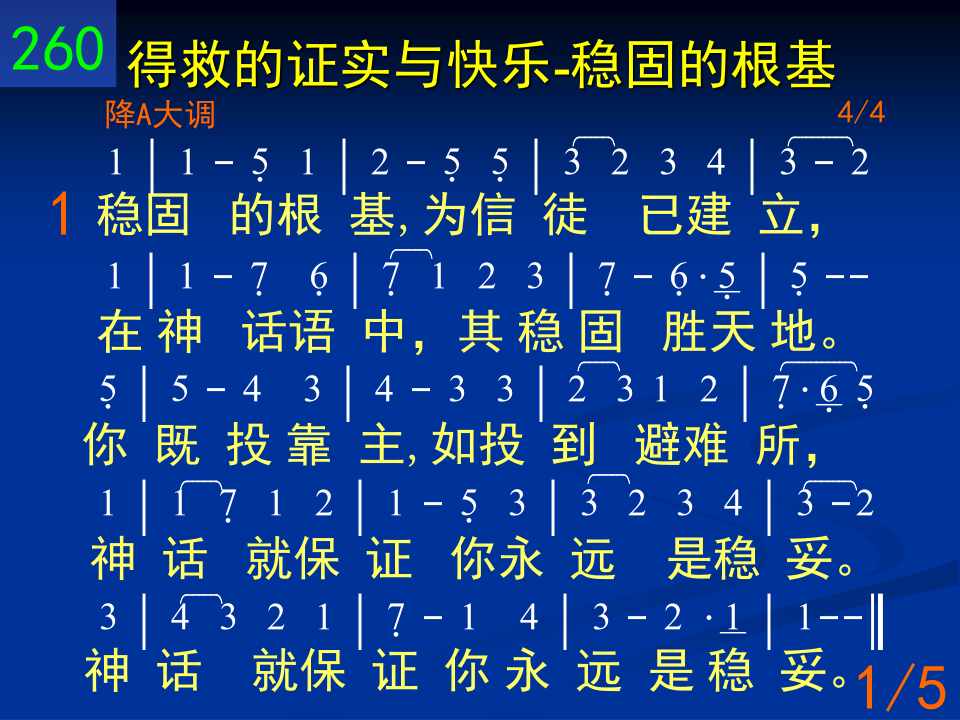 260
得救的证实与快乐-稳固的根基
降A大调 4/4
1 | 1 - 5̣ 1 | 2 - 5̣ 5̣ | 3 2 3 4 | 3 - 2
1 稳固 的根 基,为信 徒 已建 立，
1 | 1 - 7̣ 6̣ | 7̣ 1 2 3 | 7̣ - 6̣ · 5̣ | 5̣ --
在 神 话语 中，其 稳 固 胜天 地。
5̣ | 5 - 4 3 | 4 - 3 3 | 2 3 1 2 | 7̣ · 6̣ 5̣
你 既 投 靠 主,如投 到 避难 所，
1 | 1 7̣ 1 2 | 1 - 5̣ 3 | 3 2 3 4 | 3 -2
神 话 就保 证 你永 远 是稳 妥。
3 | 4 3 2 1 | 7̣ - 1 4 | 3 - 2 · 1 | 1--‖
神 话 就保 证 你 永 远 是 稳 妥。
1/5